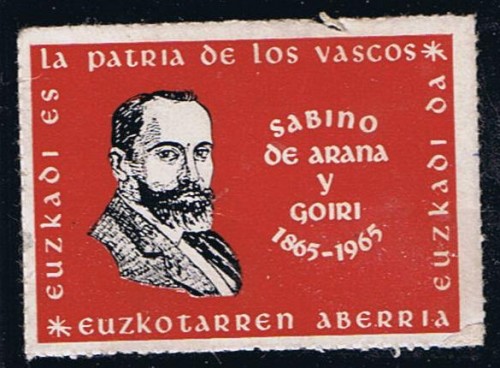 EUZKADI ES
LA PATRIA DE LOS VASCOS*
EUZKADI DA
*EUZKOTARREN ABERRIA
SABINO
DE ARANA
Y
GOIRI
1865-1965